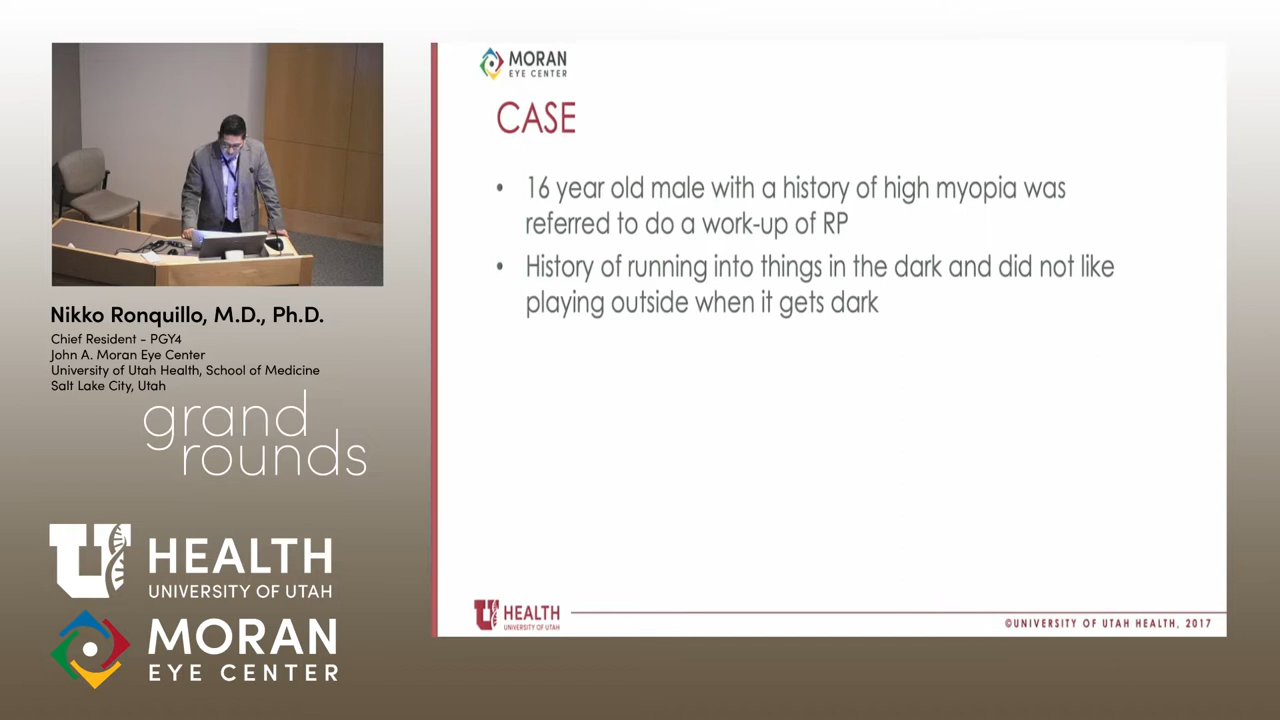 MORAN
EYE CENTER
CASE
• 16 year old male with a history of high myopia was
referred to do a work-up of RP
• History of running into things in the dark and did not like
playing outside when it gets dark
HEALTH
UNIVERSITY OF UTAH
©UNIVERSITY OF UTAH HEALTH, 2017
Nikko Ronquillo, M.D., Ph.D.
Chief Resident - PGY4
John A. Moran Eye Center
University of Utah Health, School of Medicine
Salt Lake City, Utah
grand
rounds
U HEALTH
UNIVERSITY OF UTAH
MORAN
EYE CENTER